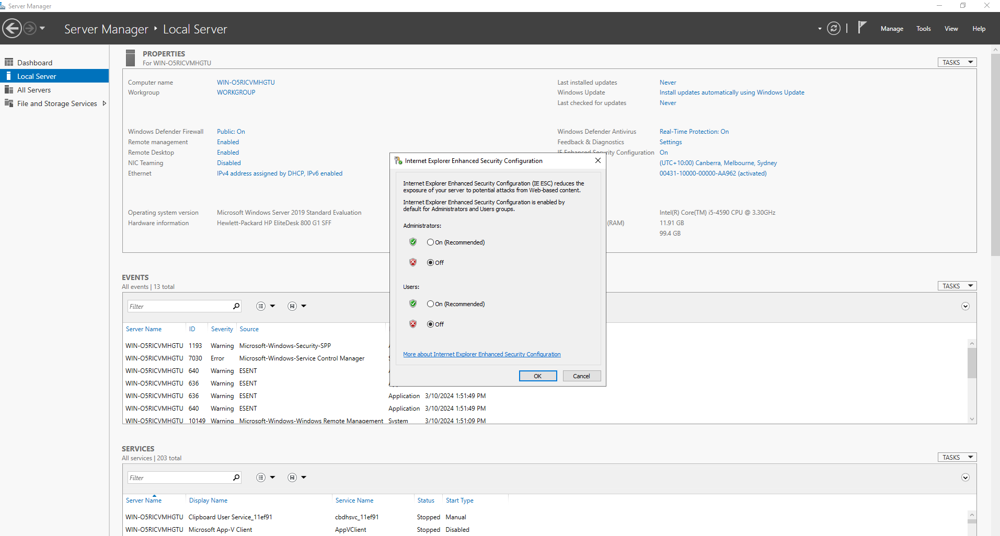 Server Manager
Server Manager ‣ Local Server
Manage Tools View Help
Dashboard
Local Server
All Servers
File and Storage Services
PROPERTIES
For WIN-O5RICVMHGTU
TASKS
Computer name WIN-O5RICVMHGTU
Workgroup WORKGROUP
Last installed updates Never
Windows Update Install updates automatically using Windows Update
Last checked for updates Never
Windows Defender Firewall Public: On
Remote management Enabled
Remote Desktop Enabled
NIC Teaming Disabled
Ethernet IPv4 address assigned by DHCP, IPv6 enabled
Windows Defender Antivirus Real-Time Protection: On
Feedback & Diagnostics Settings
IE Enhanced Security Configuration On
(UTC+10:00) Canberra, Melbourne, Sydney
00431-10000-00000-AA962 (activated)
Operating system version Microsoft Windows Server 2019 Standard Evaluation
Hardware information Hewlett-Packard HP EliteDesk 800 G1 SFF
Intel(R) Core(TM) i5-4590 CPU @ 3.30GHz
(RAM) 11.91 GB
99.4 GB
Internet Explorer Enhanced Security Configuration
Internet Explorer Enhanced Security Configuration (IE ESC) reduces the
exposure of your server to potential attacks from Web-based content.
Internet Explorer Enhanced Security Configuration is enabled by
default for Administrators and Users groups.
Administrators:
On (Recommended)
Off
Users:
On (Recommended)
Off
More about Internet Explorer Enhanced Security Configuration
OK Cancel
EVENTS
All events | 13 total
TASKS
Filter
Server Name ID Severity Source
WIN-O5RICVMHGTU 1193 Warning Microsoft-Windows-Security-SPP
WIN-O5RICVMHGTU 7030 Error Microsoft-Windows-Service Control Manager
WIN-O5RICVMHGTU 640 Warning ESENT
WIN-O5RICVMHGTU 636 Warning ESENT
WIN-O5RICVMHGTU 636 Warning ESENT Application 3/10/2024 1:51:49 PM
WIN-O5RICVMHGTU 640 Warning ESENT Application 3/10/2024 1:51:49 PM
WIN-O5RICVMHGTU 10149 Warning Microsoft-Windows-Windows Remote Management System 3/10/2024 1:51:09 PM
SERVICES
All services | 203 total
TASKS
Filter
Server Name Display Name Service Name Status Start Type
WIN-O5RICVMHGTU Clipboard User Service_11ef91 cbdhsvc_11ef91 Stopped Manual
WIN-O5RICVMHGTU Microsoft App-V Client AppVClient Stopped Disabled